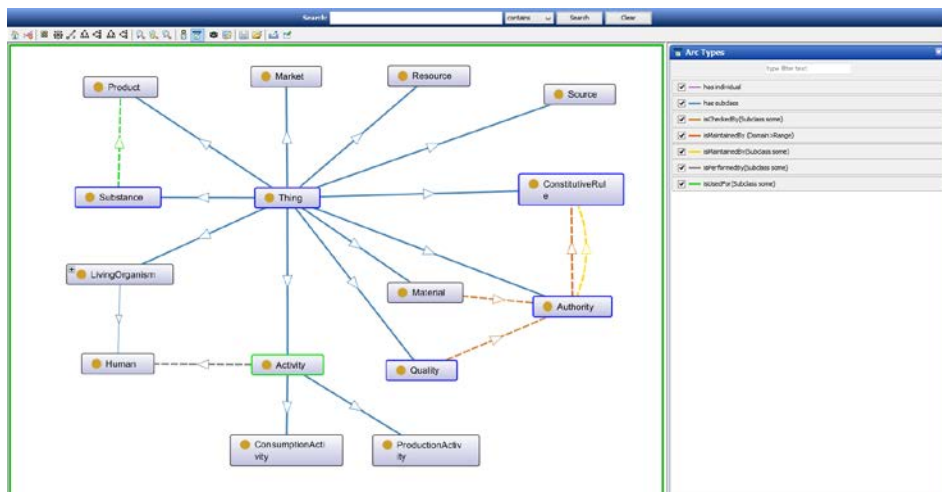 Search:
contains
Search
Clear
Arc Types
type filter text
Market
Resource
Product
Source
has individual
has subclass
isCheckedBy(Subclass some)
isMaintainedBy (Domain>Range)
isMaintainedBy(Subclass some)
isPerformedBy(Subclass some)
isUsedFor(Subclass some)
Substance
Thing
ConstitutiveRul
e
LivingOrganism
Material
Authority
Human
Activity
Quality
ConsumptionActi
vity
ProductionActiv
ity